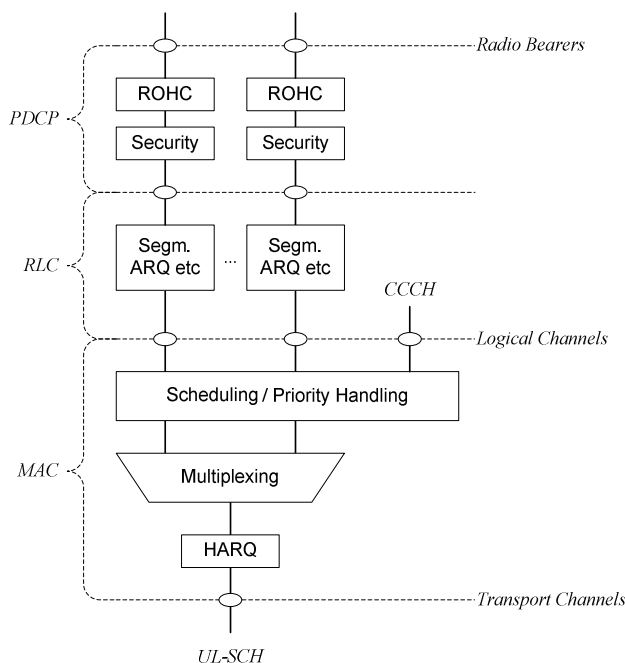 Radio Bearers
ROHC ROHC
PDCP
Security Security
Segm.
ARQ etc
...
Segm.
ARQ etc
RLC
CCCH
Logical Channels
Scheduling / Priority Handling
MAC
Multiplexing
HARQ
Transport Channels
UL-SCH